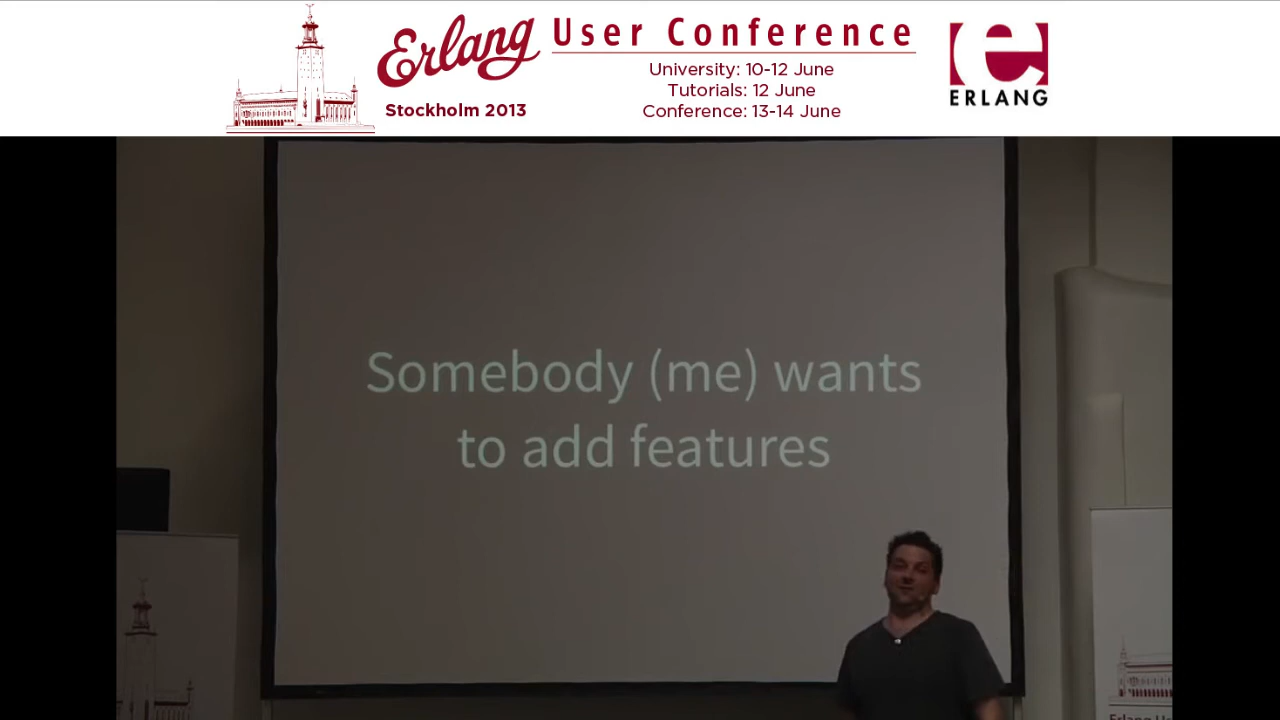 Erlang User Conference
Stockholm 2013
University: 10-12 June
Tutorials: 12 June
Conference: 13-14 June
ERLANG
Somebody (me) wants
to add features